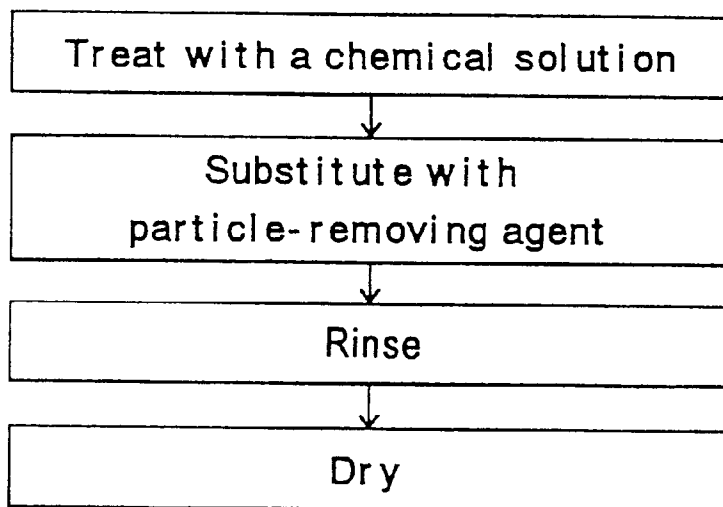 Treat with a chemical solution
Substitute with
particle-removing agent
Rinse
Dry